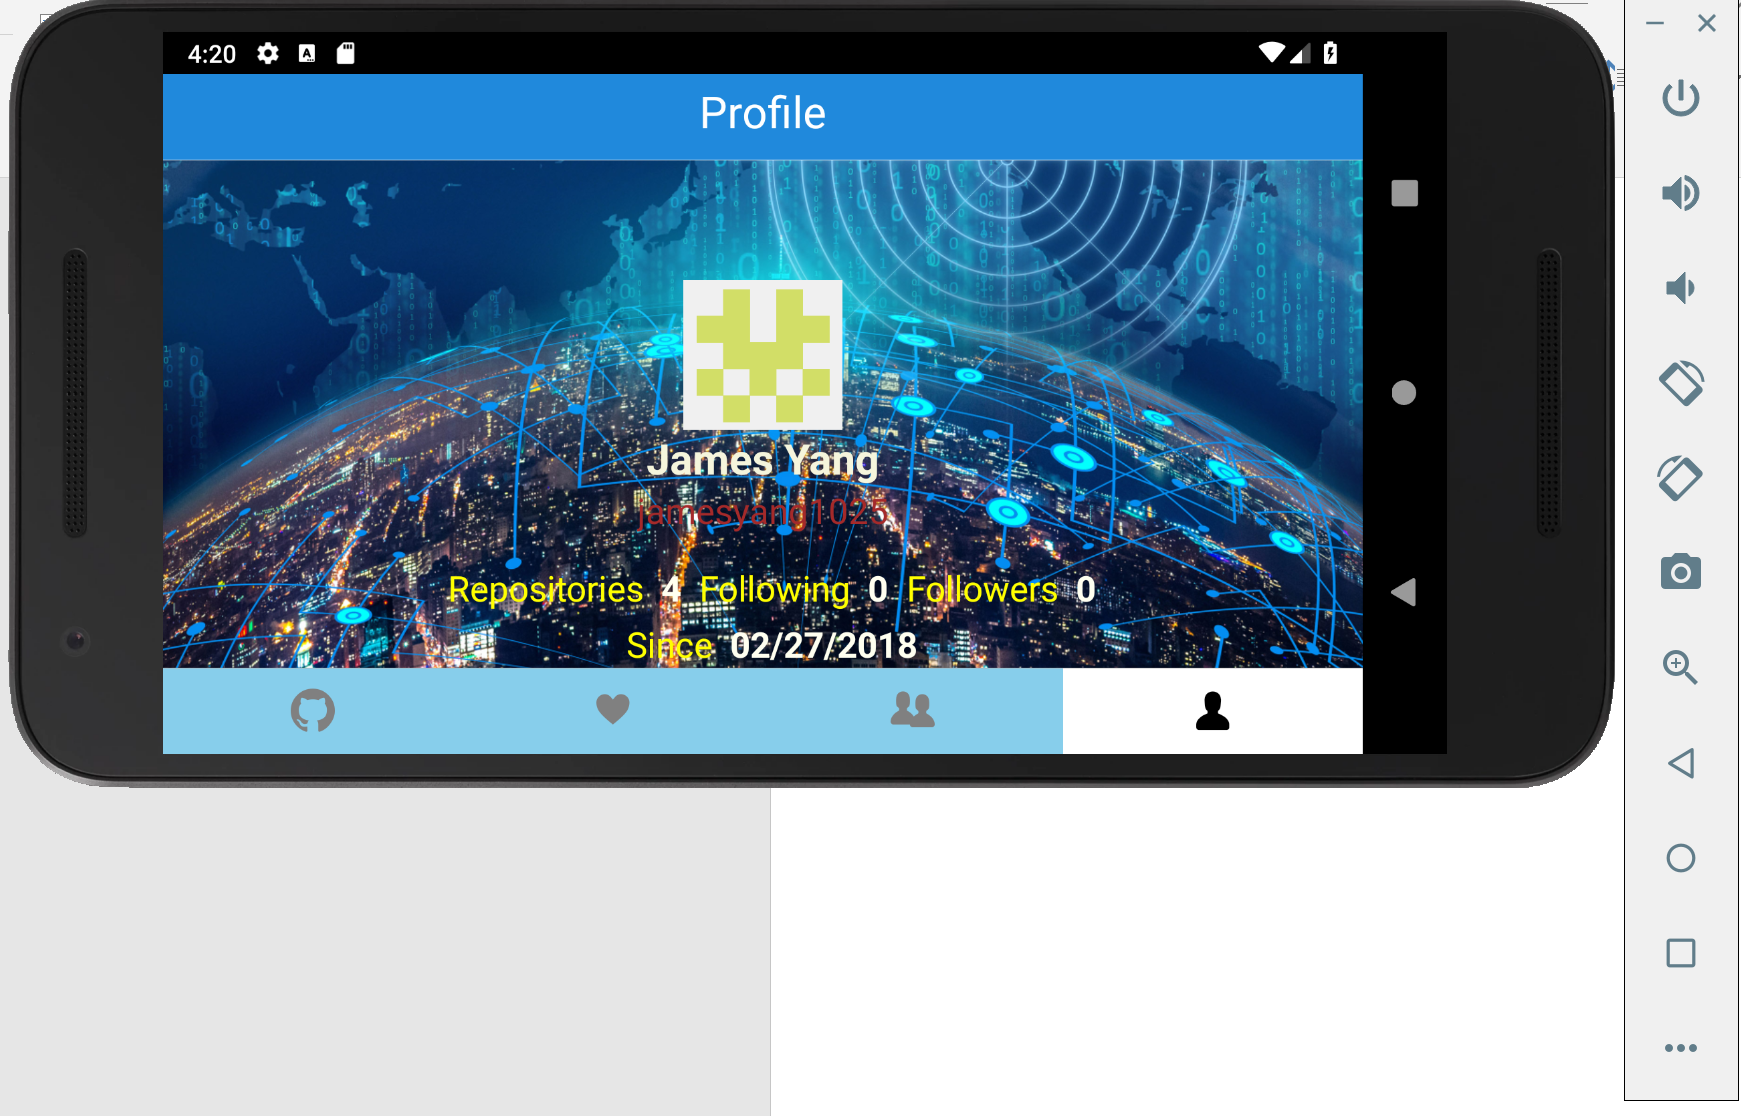 4:20
Profile
James Yang
jamesyang1025
Repositories 4 Following 0 Followers 0
Since 02/27/2018